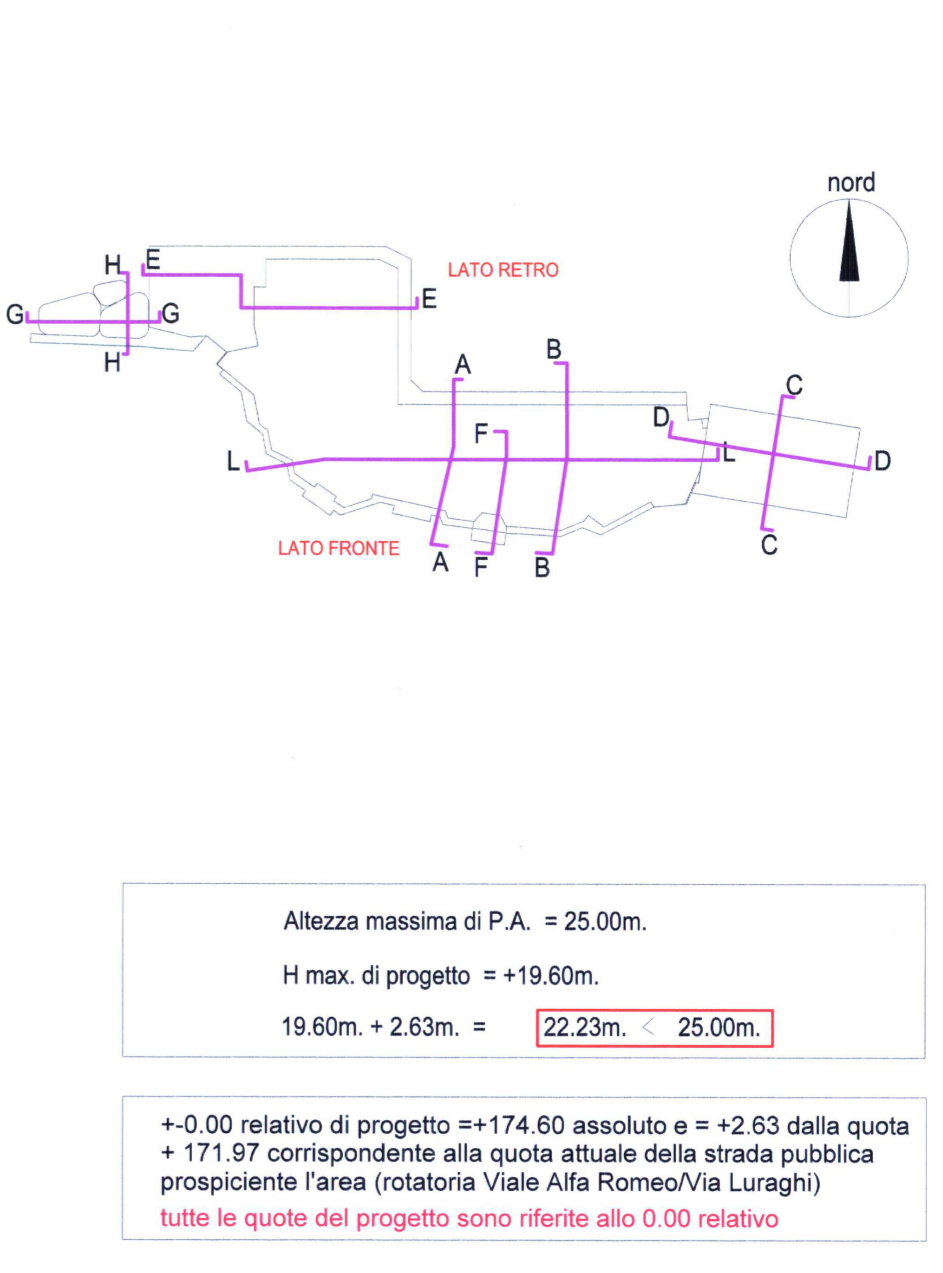 nord
H
E
LATO RETRO
E
G
G
H
A
B
C
D
F
L
L
D
LATO FRONTE
A
F
B
C
Altezza massima di P.A. = 25.00m.
H max. di progetto = +19.60m.
19.60m. + 2.63m. = 22.23m. < 25.00m.
+-0.00 relativo di progetto =+174.60 assoluto e = +2.63 dalla quota
+ 171.97 corrispondente alla quota attuale della strada pubblica
prospiciente l'area (rotatoria Viale Alfa Romeo/Via Luraghi)
tutte le quote del progetto sono riferite allo 0.00 relativo